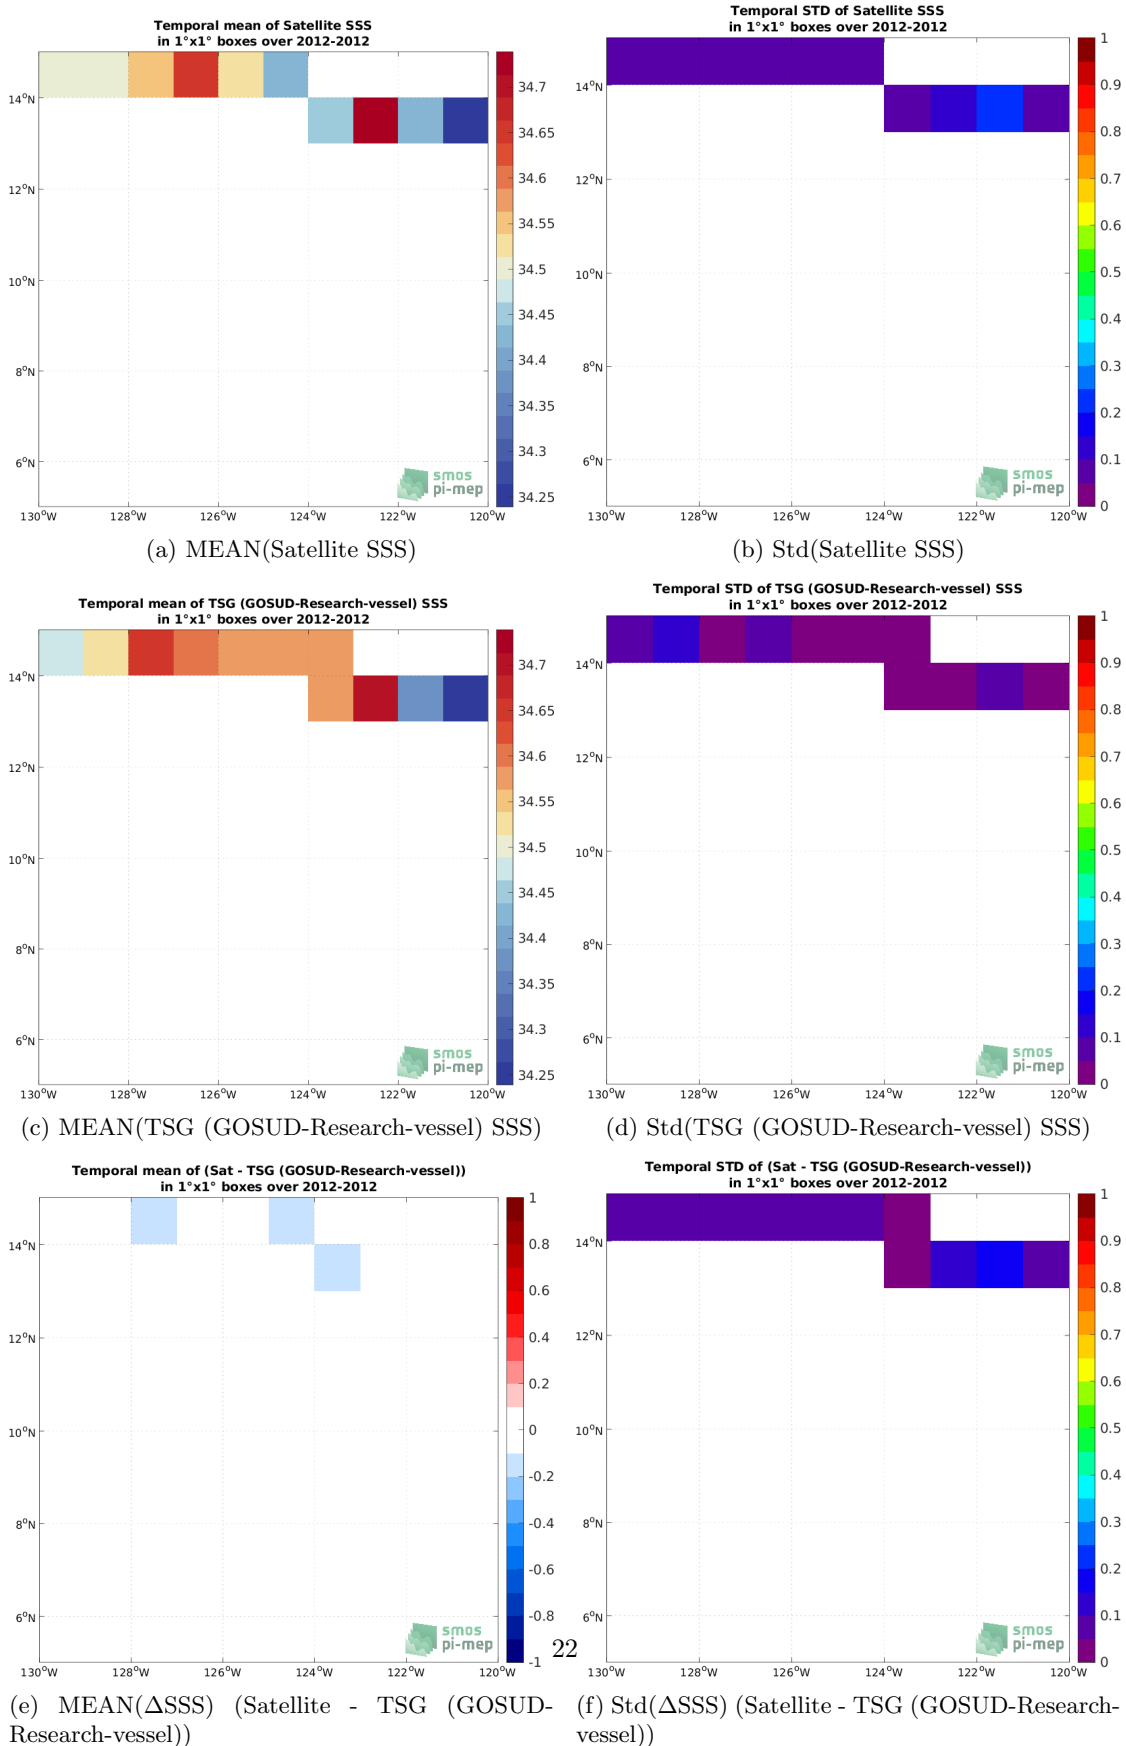 Temporal mean of Satellite SSS
in 1°x1° boxes over 2012-2012
14°N
12°N
10°N
8°N
6°N
130°W
128°W
126°W
124°W
122°W
120°W
34.7
34.65
34.6
34.55
34.5
34.45
34.4
34.35
34.3
34.25
smos
pi-mep
(a) MEAN(Satellite SSS)
Temporal STD of Satellite SSS
in 1°x1° boxes over 2012-2012
14°N
12°N
10°N
8°N
6°N
130°W
128°W
126°W
124°W
122°W
120°W
1
0.9
0.8
0.7
0.6
0.5
0.4
0.3
0.2
0.1
0
smos
pi-mep
(b) Std(Satellite SSS)
Temporal mean of TSG (GOSUD-Research-vessel) SSS
in 1°x1° boxes over 2012-2012
14°N
12°N
10°N
8°N
6°N
130°W
128°W
126°W
124°W
122°W
120°W
34.7
34.65
34.6
34.55
34.5
34.45
34.4
34.35
34.3
34.25
smos
pi-mep
(c) MEAN(TSG (GOSUD-Research-vessel) SSS)
Temporal STD of TSG (GOSUD-Research-vessel) SSS
in 1°x1° boxes over 2012-2012
14°N
12°N
10°N
8°N
6°N
130°W
128°W
126°W
124°W
122°W
120°W
1
0.9
0.8
0.7
0.6
0.5
0.4
0.3
0.2
0.1
0
smos
pi-mep
(d) Std(TSG (GOSUD-Research-vessel) SSS)
Temporal mean of (Sat - TSG (GOSUD-Research-vessel))
in 1°x1° boxes over 2012-2012
14°N
12°N
10°N
8°N
6°N
130°W
128°W
126°W
124°W
122°W
120°W
1
0.8
0.6
0.4
0.2
0
-0.2
-0.4
-0.6
-0.8
-1
smos
pi-mep
(e) MEAN(ΔSSS) (Satellite - TSG (GOSUD-
Research-vessel))
Temporal STD of (Sat - TSG (GOSUD-Research-vessel))
in 1°x1° boxes over 2012-2012
14°N
12°N
10°N
8°N
6°N
130°W
128°W
126°W
124°W
122°W
120°W
1
0.9
0.8
0.7
0.6
0.5
0.4
0.3
0.2
0.1
0
smos
pi-mep
(f) Std(ΔSSS) (Satellite - TSG (GOSUD-Research-
vessel))
22